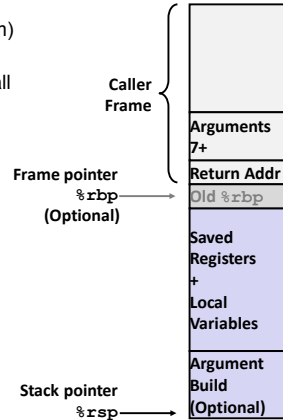 n)
all
Caller
Frame
Arguments
7+
Return Addr
Frame pointer
%rbp
(Optional)
Old %rbp
Saved
Registers
+
Local
Variables
Argument
Build
(Optional)
Stack pointer
%rsp